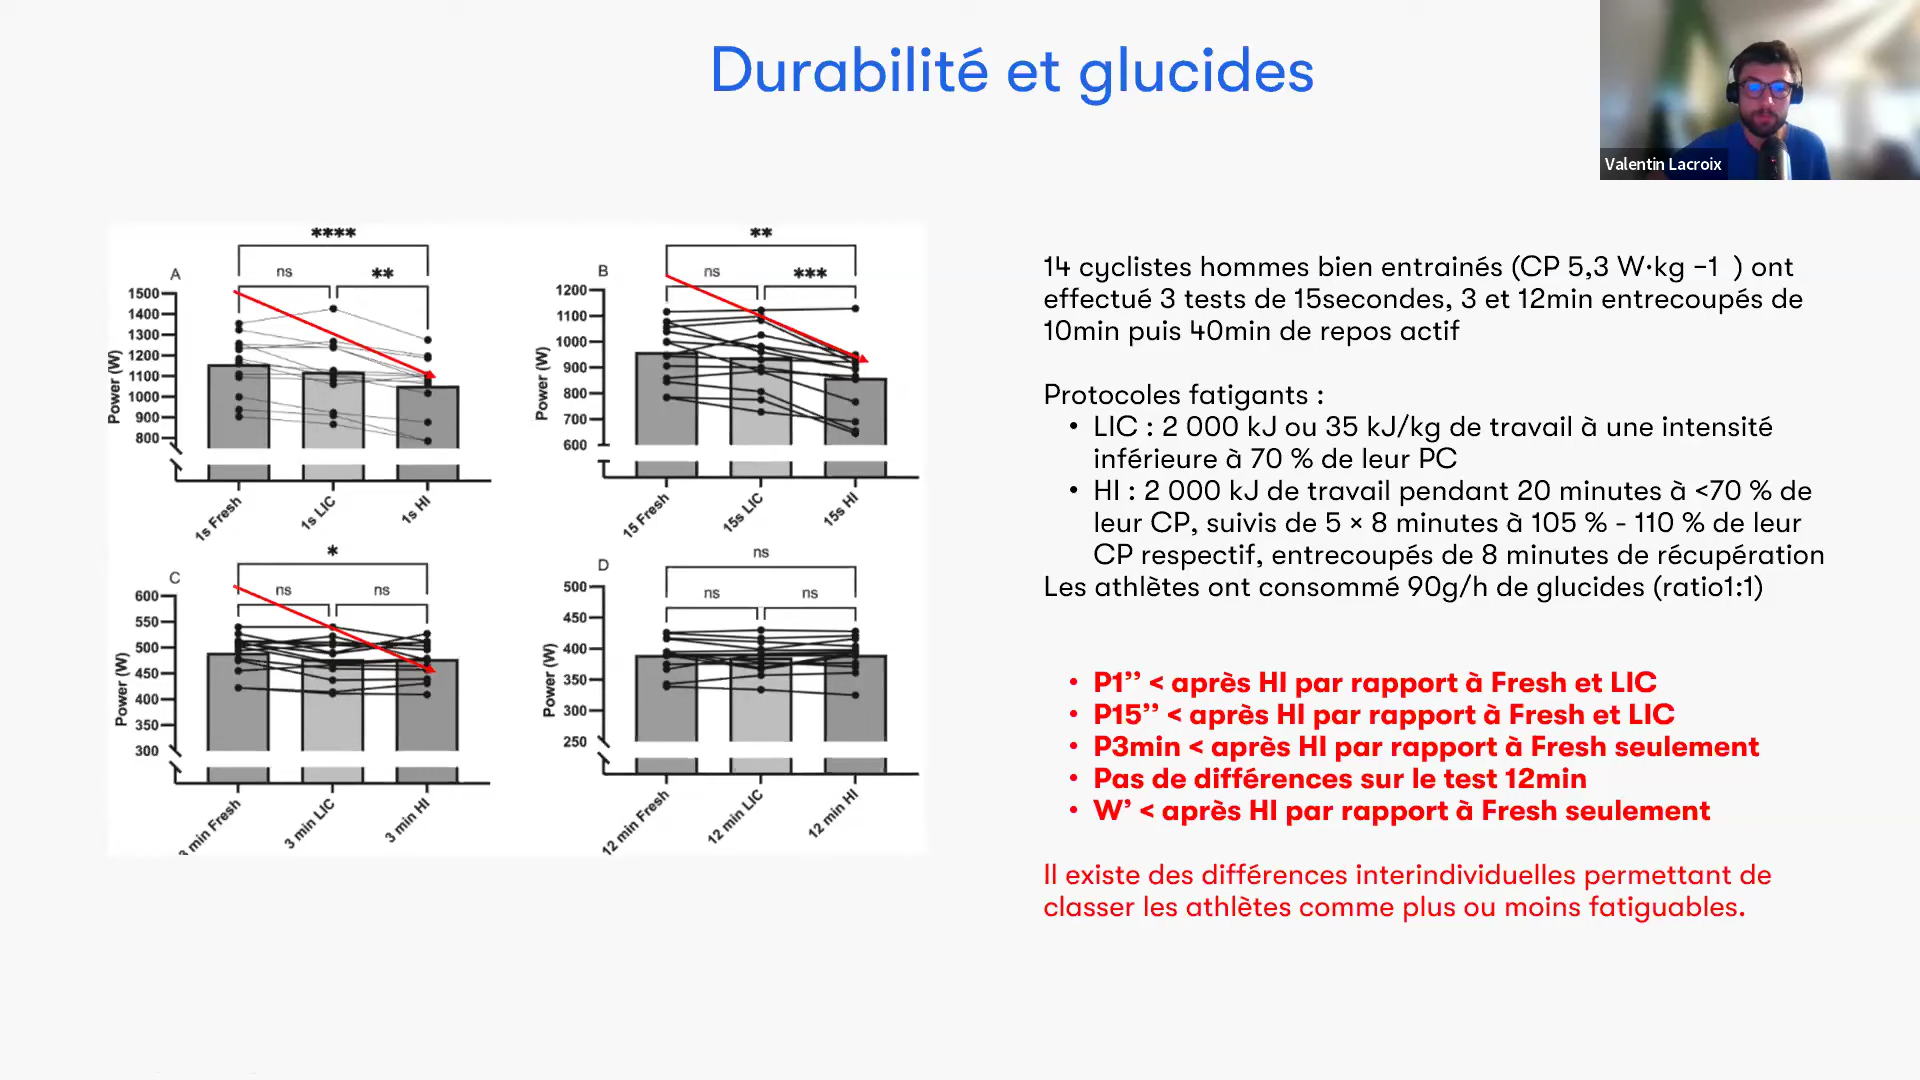 Durabilité et glucides
Valentin Lacroix
****
ns
**
A
1500
1400
1300
1200
1100
1000
900
800
Power (W)
1s Fresh
1s LIC
1s HI
**
ns
***
B
1200
1100
1000
900
800
700
600
Power (W)
15 Fresh
15s LIC
15s HI
*
ns
ns
C
600
550
500
450
400
350
300
Power (W)
3 min Fresh
3 min LIC
3 min HI
ns
ns
ns
D
500
450
400
350
300
250
Power (W)
12 min Fresh
12 min LIC
12 min HI
14 cyclistes hommes bien entrainés (CP 5,3 W·kg −1 ) ont
effectué 3 tests de 15secondes, 3 et 12min entrecoupés de
10min puis 40min de repos actif
Protocoles fatigants :
• LIC : 2 000 kJ ou 35 kJ/kg de travail à une intensité
inférieure à 70 % de leur PC
• HI : 2 000 kJ de travail pendant 20 minutes à <70 % de
leur CP, suivis de 5 × 8 minutes à 105 % - 110 % de leur
CP respectif, entrecoupés de 8 minutes de récupération
Les athlètes ont consommé 90g/h de glucides (ratio1:1)
• P1’’ < après HI par rapport à Fresh et LIC
• P15’’ < après HI par rapport à Fresh et LIC
• P3min < après HI par rapport à Fresh seulement
• Pas de différences sur le test 12min
• W’ < après HI par rapport à Fresh seulement
Il existe des différences interindividuelles permettant de
classer les athlètes comme plus ou moins fatiguables.